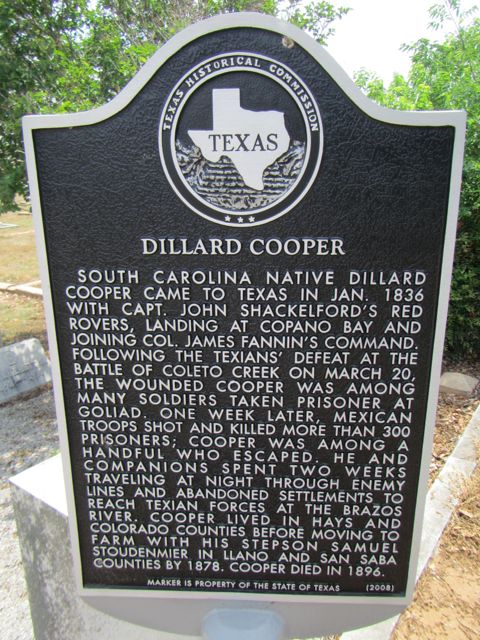 TEXAS HISTORICAL COMMISSION
TEXAS
DILLARD COOPER
SOUTH CAROLINA NATIVE DILLARD
COOPER CAME TO TEXAS IN JAN. 1836
WITH CAPT. JOHN SHACKELFORD'S RED
ROVERS, LANDING AT COPANO BAY AND
JOINING COL. JAMES FANNIN'S COMMAND.
FOLLOWING THE TEXIANS' DEFEAT AT THE
BATTLE OF COLETO CREEK ON MARCH 20,
THE WOUNDED COOPER WAS AMONG
MANY SOLDIERS TAKEN PRISONER AT
GOLIAD. ONE WEEK LATER, MEXICAN
TROOPS SHOT AND KILLED MORE THAN 300
PRISONERS; COOPER WAS AMONG A
HANDFUL WHO ESCAPED. HE AND
COMPANIONS SPENT TWO WEEKS
TRAVELING AT NIGHT THROUGH ENEMY
LINES AND ABANDONED SETTLEMENTS TO
REACH TEXIAN FORCES AT THE BRAZOS
RIVER. COOPER LIVED IN HAYS AND
COLORADO COUNTIES BEFORE MOVING TO
FARM WITH HIS STEPSON SAMUEL
STOUDENMIER IN LLANO AND SAN SABA
COUNTIES BY 1878. COOPER DIED IN 1896.
MARKER IS PROPERTY OF THE STATE OF TEXAS (2008)